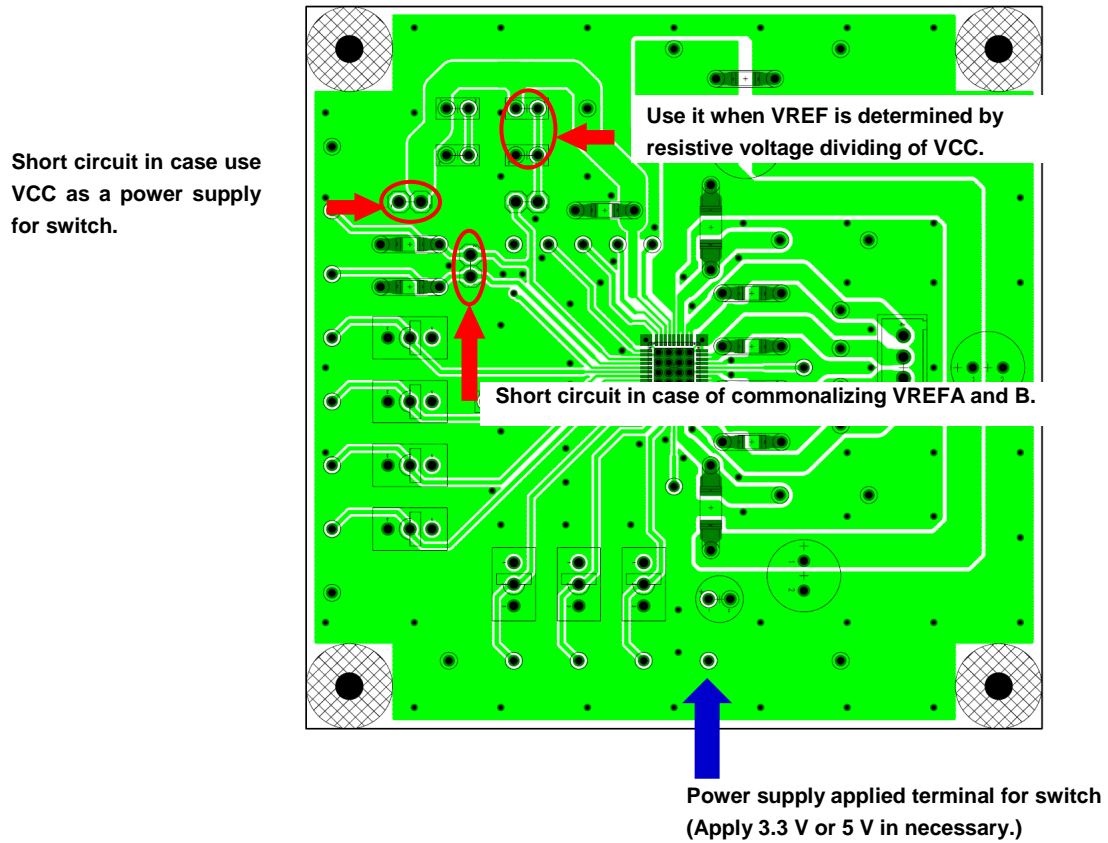 Use it when VREF is determined by
resistive voltage dividing of VCC.
Short circuit in case use
VCC as a power supply
for switch.
Short circuit in case of commonalizing VREFA and B.
Power supply applied terminal for switch
(Apply 3.3 V or 5 V in necessary.)